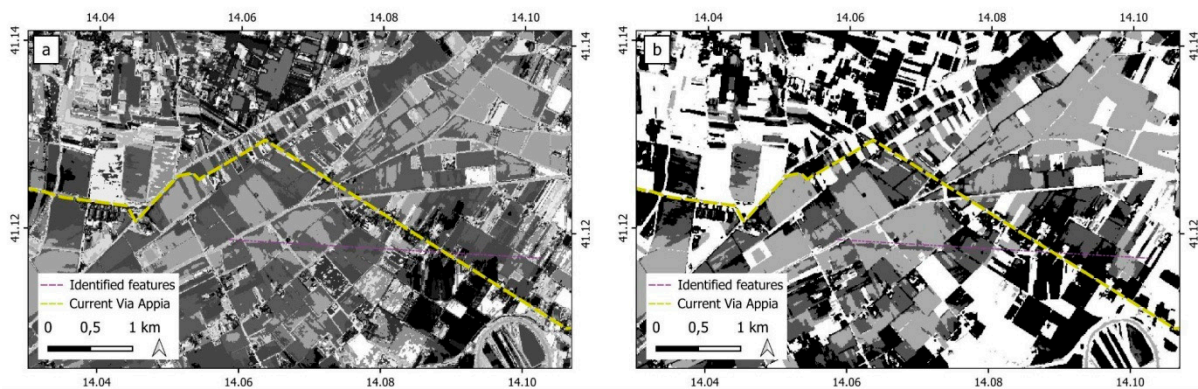 14.04 14.06 14.08 14.10
a
41.14 41.14
41.12 41.12
Identified features
Current Via Appia
0 0,5 1 km
14.04 14.06 14.08 14.10
14.04 14.06 14.08 14.10
b
41.14 41.14
41.12 41.12
Identified features
Current Via Appia
0 0,5 1 km
14.04 14.06 14.08 14.10